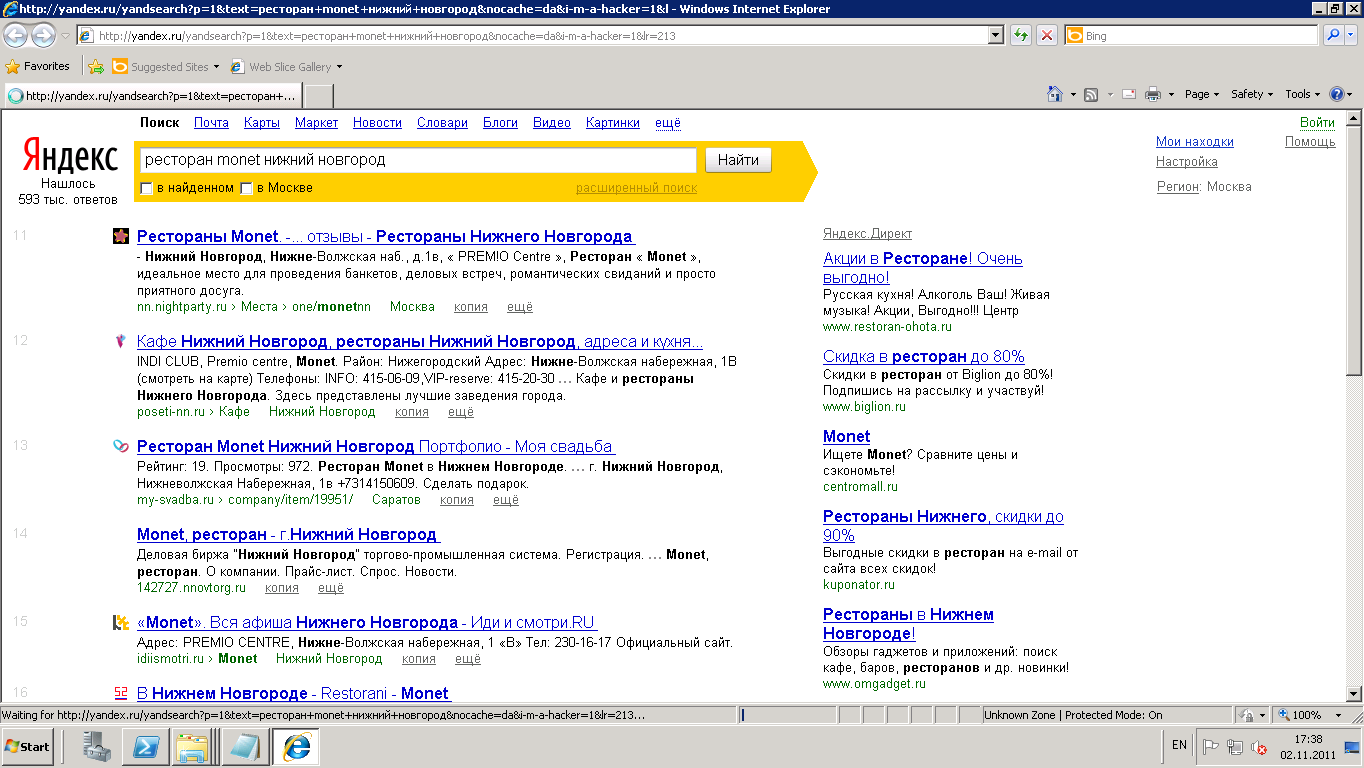 http://yandex.ru/yandsearch?p=1&text=ресторан+monet+нижний+новгород&nocache=da&i-m-a-hacker=1&l - Windows Internet Explorer
http://yandex.ru/yandsearch?p=1&text=ресторан+monet+нижний+новгород&nocache=da&i-m-a-hacker=1&lr=213
Bing
Favorites Suggested Sites Web Slice Gallery
http://yandex.ru/yandsearch?p=1&text=ресторан+...
Page Safety Tools
Поиск Почта Карты Маркет Новости Словари Блоги Видео Картинки ещё
Войти
Мои находки Помощь
Настройка
Регион: Москва
Яндекс
Нашлось
593 тыс. ответов
ресторан monet нижний новгород
Найти
в найденном в Москве расширенный поиск
11
Рестораны Monet. -... отзывы - Рестораны Нижнего Новгорода
- Нижний Новгород, Нижне-Волжская наб., д.1в, « PREM!O Centre », Ресторан « Monet »,
идеальное место для проведения банкетов, деловых встреч, романтических свиданий и просто
приятного досуга.
nn.nightparty.ru › Места › one/monetnn Москва копия ещё
12
Кафе Нижний Новгород, рестораны Нижний Новгород, адреса и кухня...
INDI CLUB, Premio centre, Monet. Район: Нижегородский Адрес: Нижне-Волжская набережная, 1В
(смотреть на карте) Телефоны: INFO: 415-06-09,VIP-reserve: 415-20-30 ... Кафе и рестораны
Нижнего Новгорода. Здесь представлены лучшие заведения города.
poseti-nn.ru › Кафе Нижний Новгород копия ещё
13
Ресторан Monet Нижний Новгород Портфолио - Моя свадьба
Рейтинг: 19. Просмотры: 972. Ресторан Monet в Нижнем Новгороде. ... г. Нижний Новгород,
Нижневолжская Набережная, 1в +7314150609. Сделать подарок.
my-svadba.ru › company/item/19951/ Саратов копия ещё
14
Monet, ресторан - г.Нижний Новгород
Деловая биржа "Нижний Новгород" торгово-промышленная система. Регистрация. ... Monet,
ресторан. О компании. Прайс-лист. Спрос. Новости.
142727.nnovtorg.ru копия ещё
15
«Monet». Вся афиша Нижнего Новгорода - Иди и смотри.RU
Адрес: PREMIO CENTRE, Нижне-Волжская набережная, 1 «В» Тел: 230-16-17 Официальный сайт.
idiismotri.ru › Monet Нижний Новгород копия ещё
16
В Нижнем Новгороде - Restorani - Monet
Яндекс.Директ
Акции в Ресторане! Очень
выгодно!
Русская кухня! Алкоголь Ваш! Живая
музыка! Акции, Выгодно!!! Центр
www.restoran-ohota.ru
Скидка в ресторан до 80%
Скидки в ресторан от Biglion до 80%!
Подпишись на рассылку и участвуй!
www.biglion.ru
Monet
Ищете Monet? Сравните цены и
сэкономьте!
centromall.ru
Рестораны Нижнего, скидки до
90%
Выгодные скидки в ресторан на e-mail от
сайта всех скидок!
kuponator.ru
Рестораны в Нижнем
Новгороде!
Обзоры гаджетов и приложений: поиск
кафе, баров, ресторанов и др. новинки!
www.omgadget.ru
Waiting for http://yandex.ru/yandsearch?p=1&text=ресторан+monet+нижний+новгород&nocache=da&i-m-a-hacker=1&lr=213...
Unknown Zone | Protected Mode: On
100%
Start
EN
17:38
02.11.2011